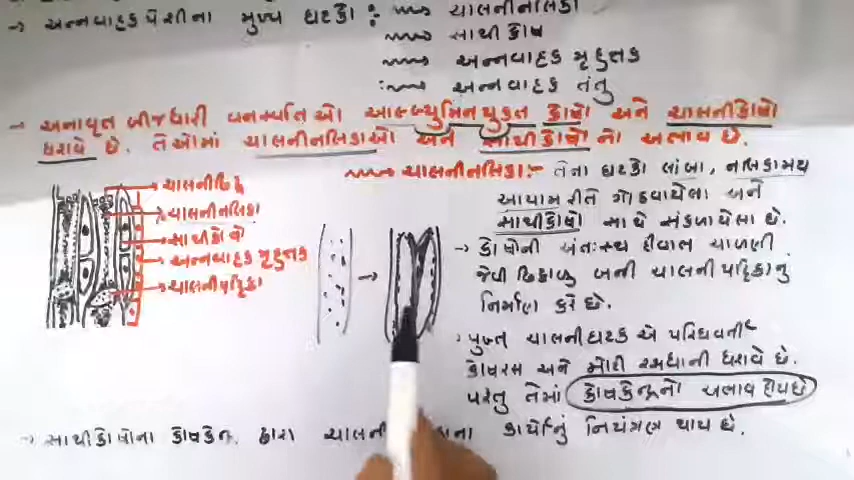 → અન્નવાહકપેશીના મુખ્ય ઘટકો : ચાલનીનલિકા
સાથીકોષ
અન્નવાહક મૃદુતક
અન્નવાહક તંતુ
→ અનાવૃત બીજધારી વનસ્પતિઓ આલ્બ્યુમિનયુક્ત કોષો અને ચાલનીકોષો
ધરાવે છે. તેઓમાં ચાલનીનલિકાઓ અને સાથીકોષોનો અભાવ છે.
ચાલનીનલિકા:- તેના ઘટકો લાંબા, નલિકામય
આયામ રીતે ગોઠવાયેલા અને
સાથીકોષો સાથે સંકળાયેલા છે.
ચાલનીછિદ્ર
ચાલનીનલિકા
સાથીકોષો
અન્નવાહક મૃદુતક
ચાલનીપટ્ટિકા
→ કોષોની અંતઃસ્થ દીવાલ ચાળણી
જેવી છિદ્રાળુ બની ચાલનીપટ્ટિકાનું
નિર્માણ કરે છે.
પુખ્ત ચાલનીઘટક એ પરિઘવર્તી
કોષરસ અને મોટી રસધાની ધરાવે છે.
પરંતુ તેમાં કોષકેન્દ્રનો અભાવ હોય છે
→ સાથીકોષોના કોષકેન્દ્ર દ્વારા ચાલની કાર્યોનું નિયંત્રણ થાય છે.